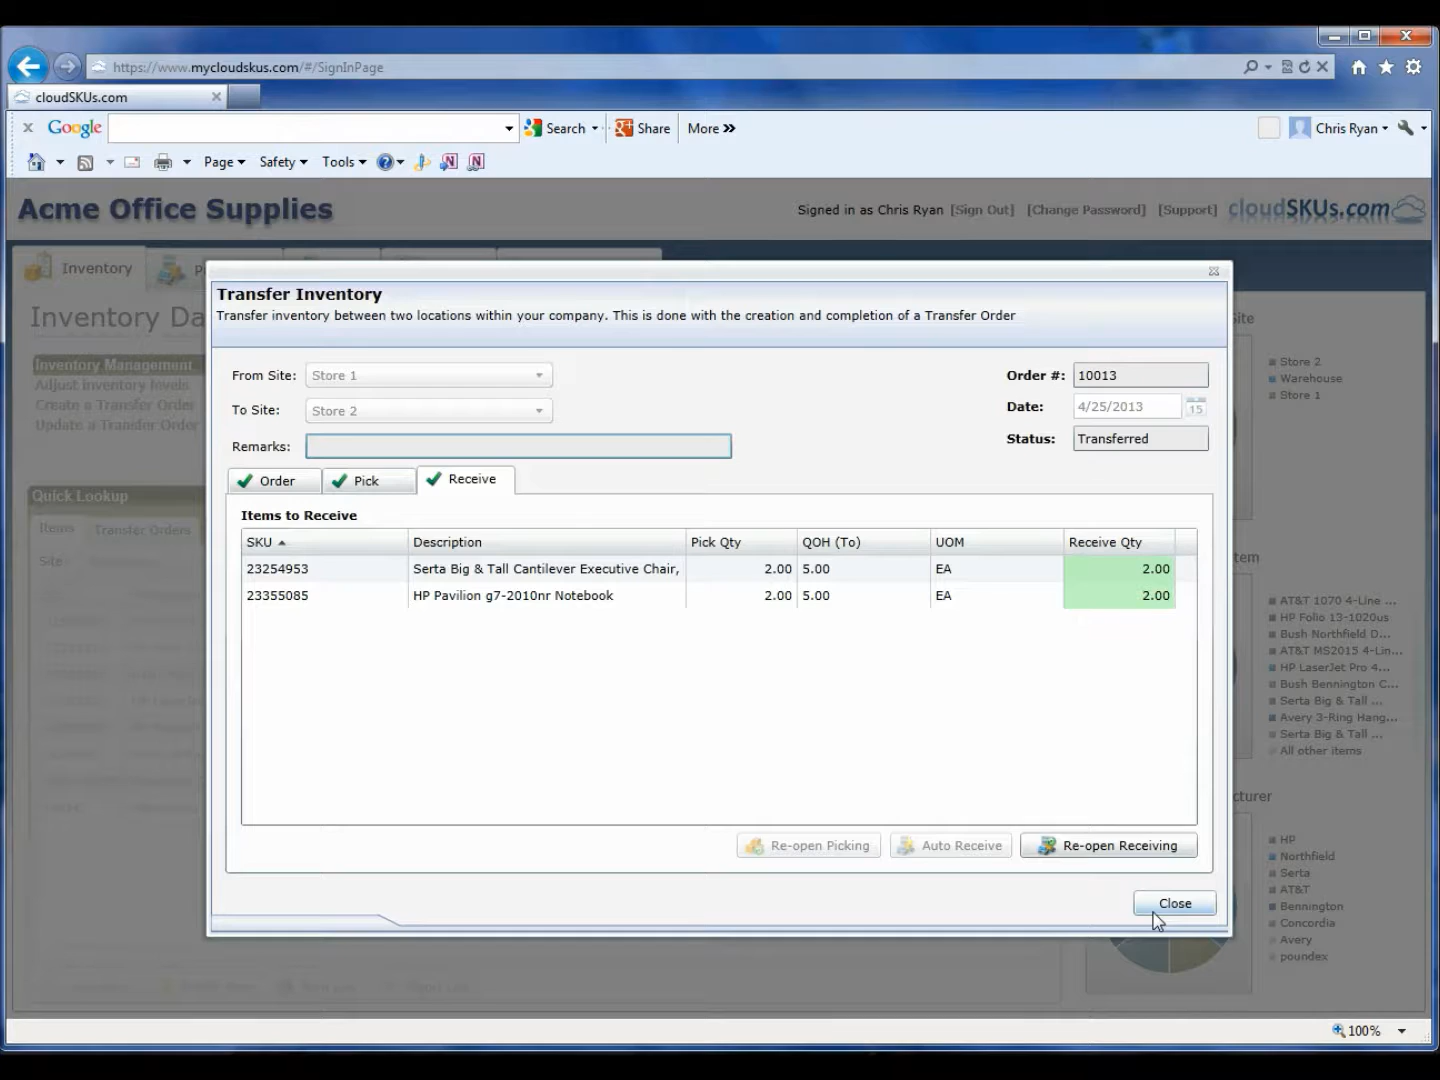 https://www.mycloudskus.com/#/SignInPage
cloudSKUs.com
Google Search Share More »
Chris Ryan
Page Safety Tools
Acme Office Supplies
Signed in as Chris Ryan [Sign Out] [Change Password] [Support] cloudSKUs.com
Inventory P
Inventory Da
Inventory Management
Adjust inventory levels
Create a Transfer Order
Update a Transfer Order
Quick Lookup
Items Transfer Orders
Site
Transfer Inventory
Transfer inventory between two locations within your company. This is done with the creation and completion of a Transfer Order
From Site: Store 1
To Site: Store 2
Remarks:
Order #: 10013
Date: 4/25/2013 15
Status: Transferred
Order Pick Receive
Items to Receive
SKU Description Pick Qty QOH (To) UOM Receive Qty
23254953 Serta Big & Tall Cantilever Executive Chair, 2.00 5.00 EA 2.00
23355085 HP Pavilion g7-2010nr Notebook 2.00 5.00 EA 2.00
Re-open Picking Auto Receive Re-open Receiving
Close
ite
Store 2
Warehouse
Store 1
tem
AT&T 1070 4-Line ...
HP Folio 13-1020us
Bush Northfield D...
AT&T MS2015 4-Lin...
HP LaserJet Pro 4...
Bush Bennington C...
Serta Big & Tall ...
Avery 3-Ring Hang...
Serta Big & Tall ...
All other items
cturer
HP
Northfield
Serta
AT&T
Bennington
Concordia
Avery
poundex
100%